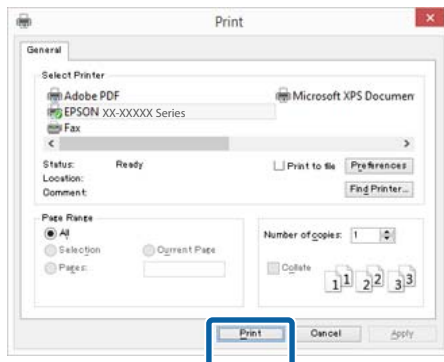 Print
General
Select Printer
Adobe PDF
Microsoft XPS Documen
EPSON XX-XXXXX Series
Fax
Status: Ready
Print to file
Preferences
Location:
Comment:
Find Printer...
Page Range
All
Selection
Current Page
Pages:
Number of copies: 1
Collate
1 1 2 2 3 3
Print
Cancel
Apply